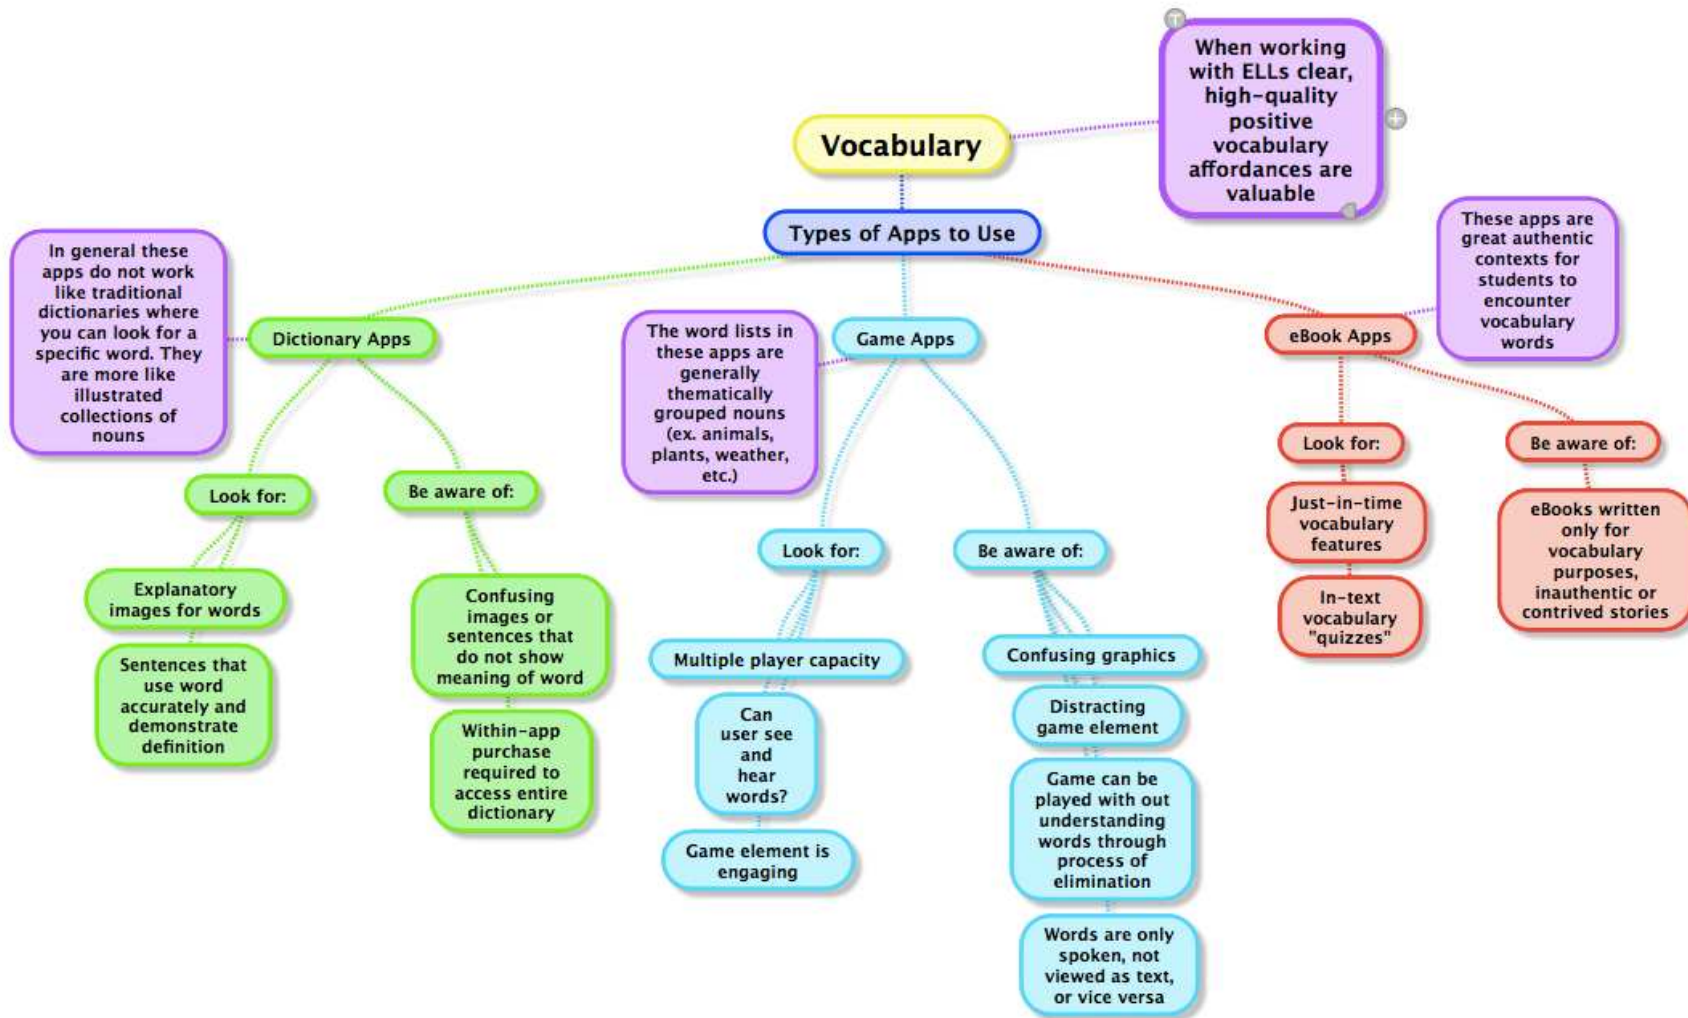 When working
with ELLs clear,
high-quality
positive
vocabulary
affordances are
valuable
Vocabulary
Types of Apps to Use
In general these
apps do not work
like traditional
dictionaries where
you can look for a
specific word. They
are more like
illustrated
collections of
nouns
Dictionary Apps
Look for:
Explanatory
images for words
Sentences that
use word
accurately and
demonstrate
definition
Be aware of:
Confusing
images or
sentences that
do not show
meaning of word
Within-app
purchase
required to
access entire
dictionary
The word lists in
these apps are
generally
thematically
grouped nouns
(ex. animals,
plants, weather,
etc.)
Game Apps
Look for:
Multiple player capacity
Can
user see
and
hear
words?
Game element is
engaging
Be aware of:
Confusing graphics
Distracting
game element
Game can be
played with out
understanding
words through
process of
elimination
Words are only
spoken, not
viewed as text,
or vice versa
These apps are
great authentic
contexts for
students to
encounter
vocabulary
words
eBook Apps
Look for:
Just-in-time
vocabulary
features
In-text
vocabulary
"quizzes"
Be aware of:
eBooks written
only for
vocabulary
purposes,
inauthentic or
contrived stories